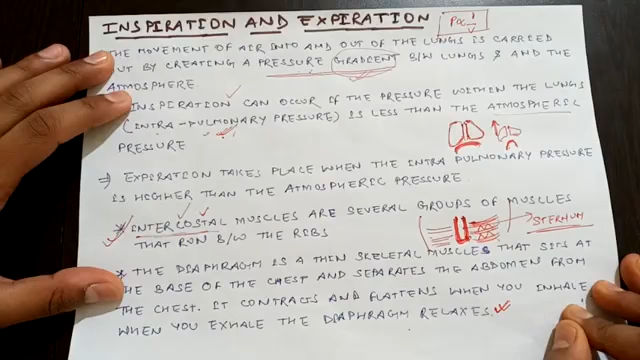 INSPIRATION AND EXPIRATION
THE MOVEMENT OF AIR INTO AND OUT OF THE LUNGS IS CARRIED
OUT BY CREATING A PRESSURE GRADIENT B/W LUNGS & AND THE
ATMOSPHERE.
INSPIRATION CAN OCCUR IF THE PRESSURE WITHIN THE LUNGS
(INTRA-PULMONARY PRESSURE) IS LESS THAN THE ATMOSPHERIC
PRESSURE
⇒ EXPIRATION TAKES PLACE WHEN THE INTRA PULMONARY PRESSURE
IS HIGHER THAN THE ATMOSPHERIC PRESSURE.
* INTERCOSTAL MUSCLES ARE SEVERAL GROUPS OF MUSCLES
THAT RUN B/W THE RIBS
STERNUM
* THE DIAPHRAGM IS A THIN SKELETAL MUSCLES THAT SITS AT
THE BASE OF THE CHEST AND SEPARATES THE ABDOMEN FROM
THE CHEST. IT CONTRACTS AND FLATTENS WHEN YOU INHALE
WHEN YOU EXHALE THE DIAPHRAGM RELAXES.